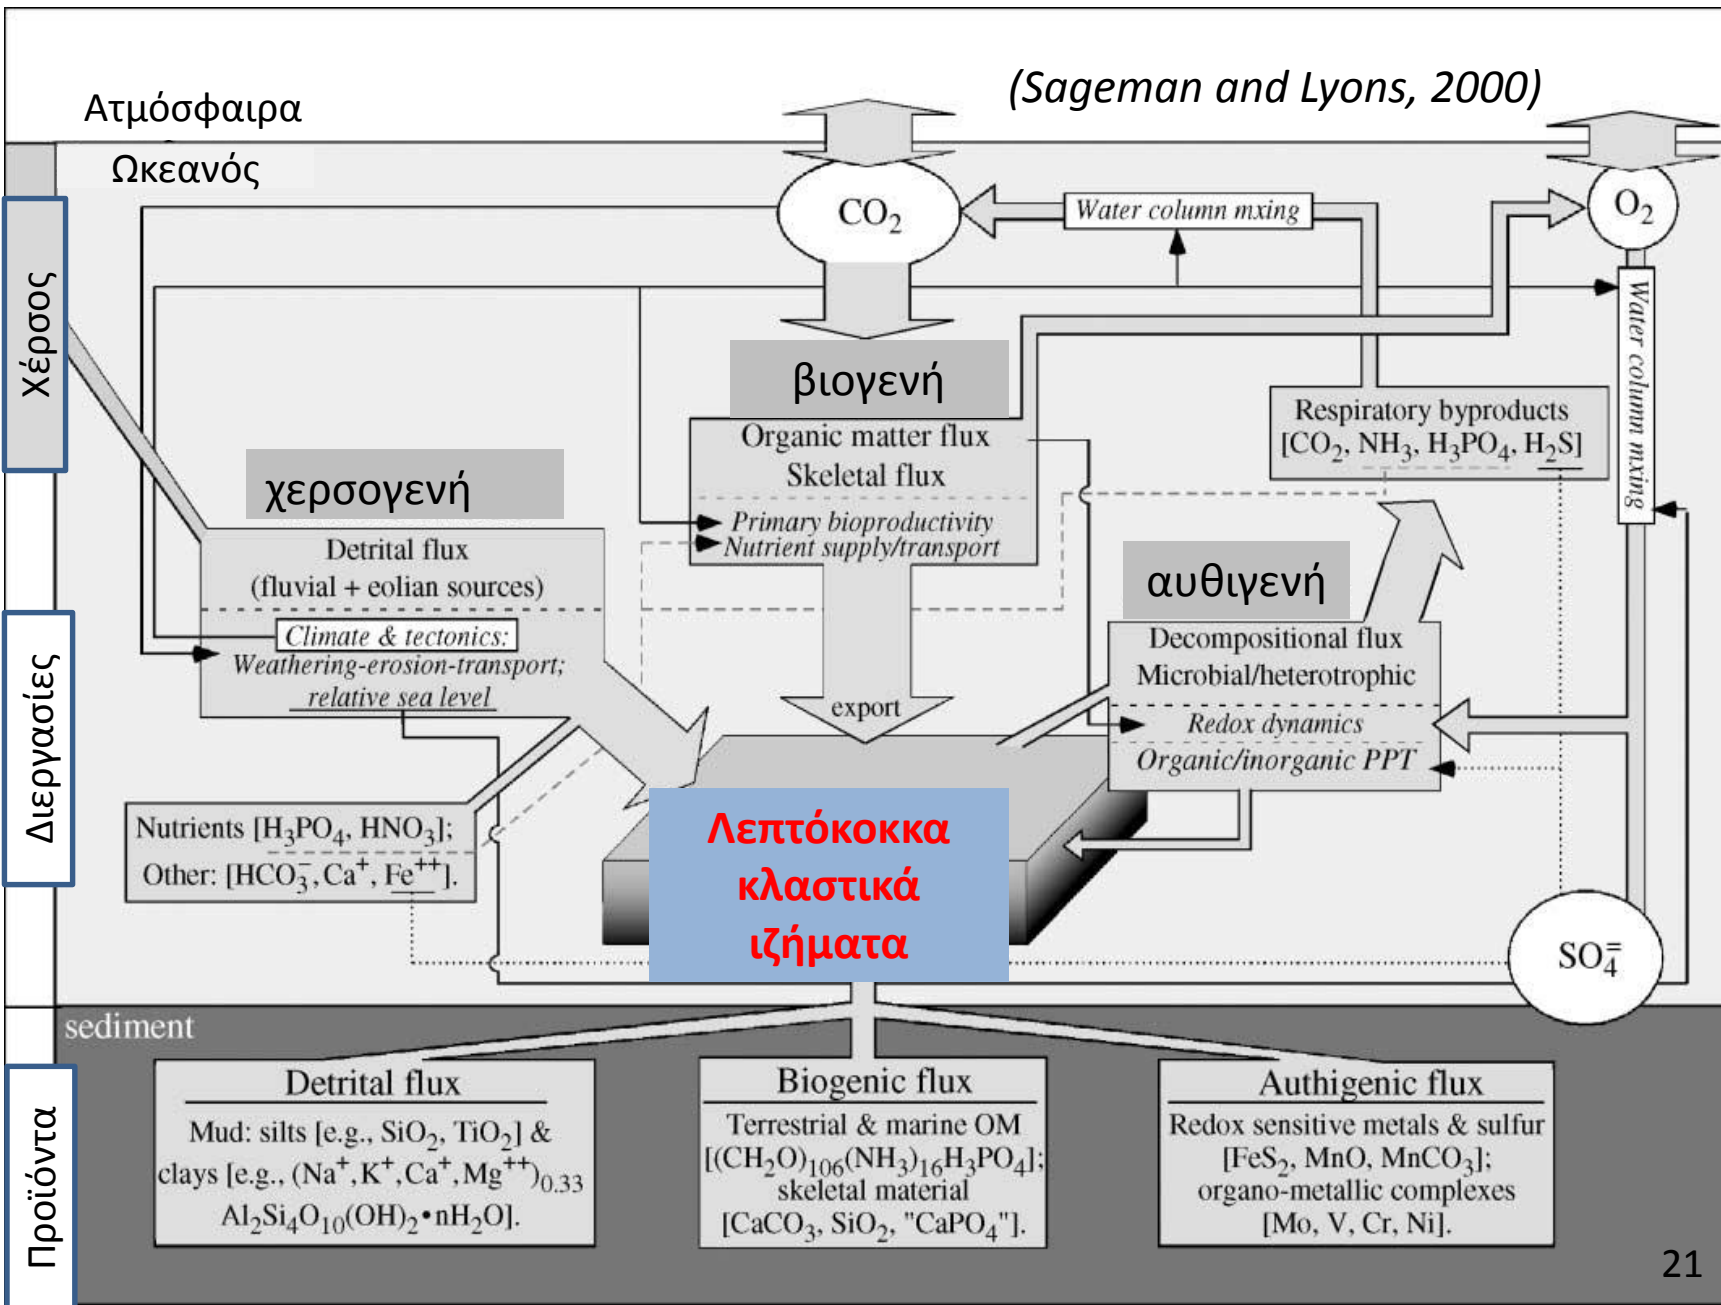 (Sageman and Lyons, 2000)
Ατμόσφαιρα
Ωκεανός
Χέρσος
CO₂
Water column mxing
O₂
Water column mxing
βιογενή
Organic matter flux
Skeletal flux
Primary bioproductivity
Nutrient supply/transport
Respiratory byproducts
[CO₂, NH₃, H₃PO₄, H₂S]
χερσογενή
Detrital flux
(fluvial + eolian sources)
Climate & tectonics:
Weathering-erosion-transport;
relative sea level
αυθιγενή
Decompositional flux
Microbial/heterotrophic
Redox dynamics
Organic/inorganic PPT
export
Διεργασίες
Nutrients [H₃PO₄, HNO₃];
Other: [HCO₃⁻, Ca⁺, Fe⁺⁺].
Λεπτόκοκκα
κλαστικά
ιζήματα
SO₄⁼
sediment
Προϊόντα
Detrital flux
Mud: silts [e.g., SiO₂, TiO₂] &
clays [e.g., (Na⁺,K⁺,Ca⁺,Mg⁺⁺)₀.₃₃
Al₂Si₄O₁₀(OH)₂•nH₂O].
Biogenic flux
Terrestrial & marine OM
[(CH₂O)₁₀₆(NH₃)₁₆H₃PO₄];
skeletal material
[CaCO₃, SiO₂, "CaPO₄"].
Authigenic flux
Redox sensitive metals & sulfur
[FeS₂, MnO, MnCO₃];
organo-metallic complexes
[Mo, V, Cr, Ni].
21